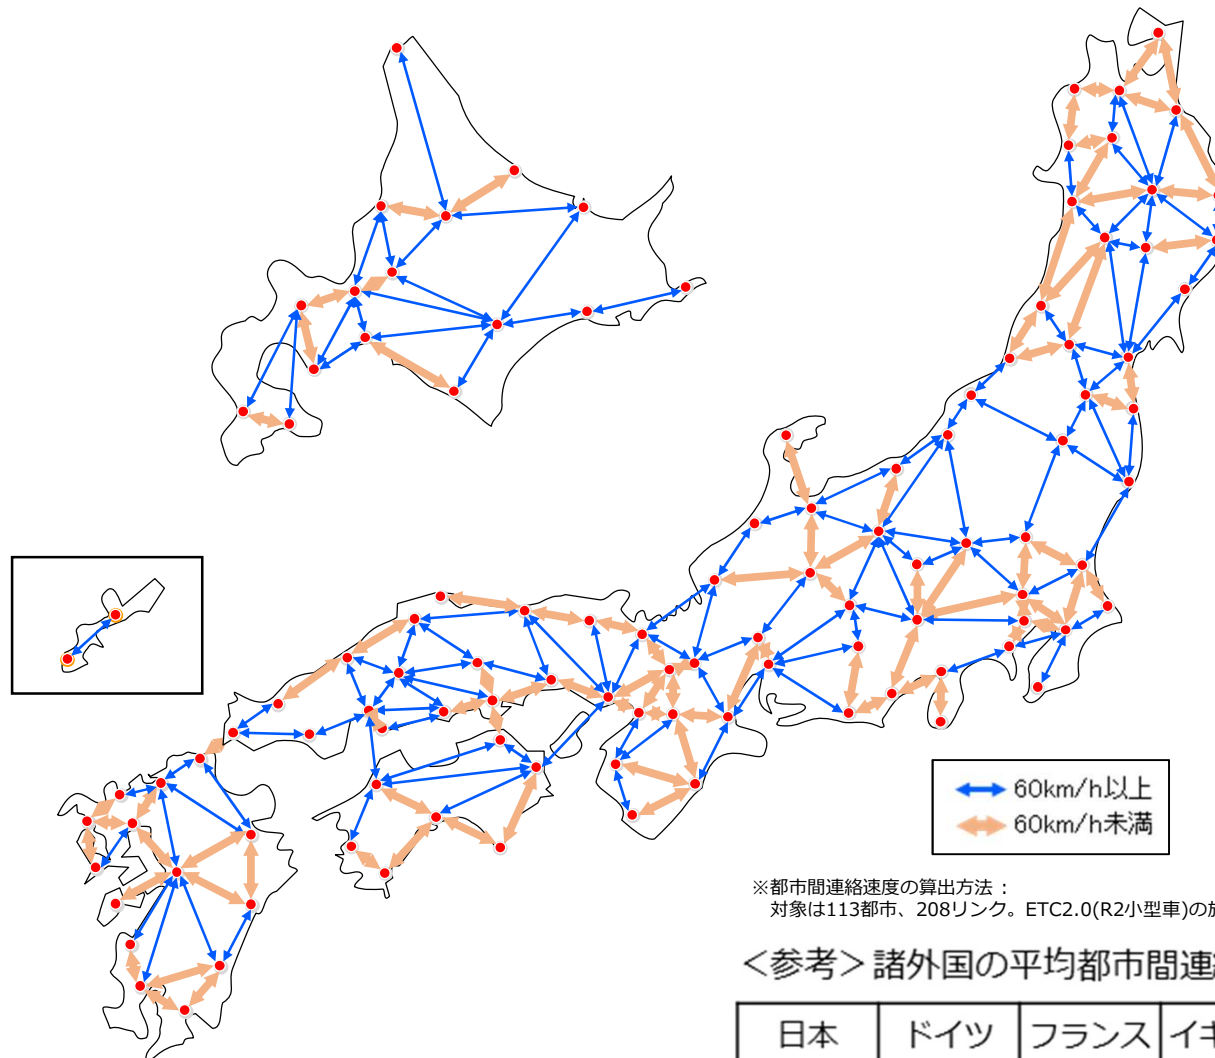 60km/h以上
60km/h未満
※都市間連絡速度の算出方法：
対象は113都市、208リンク。ETC2.0(R2小型車)の
＜参考＞諸外国の平均都市間連
日本
ドイツ
フランス
イギ